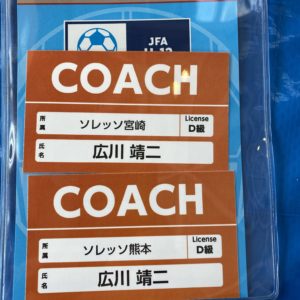 JFA
U-12
COACH
所属 ソレッソ宮崎 License D級
氏名 広川 靖二
COACH
所属 ソレッソ熊本 License D級
氏名 広川 靖二